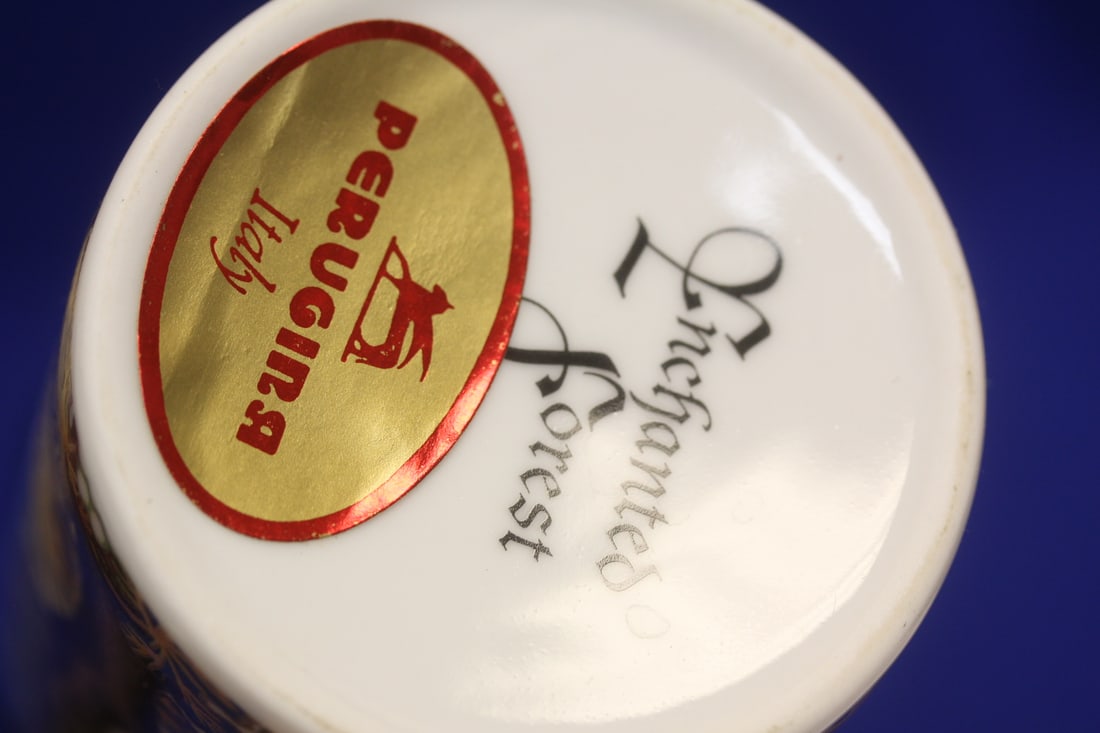 PERUGINA
Italy
Enchanted
Forest